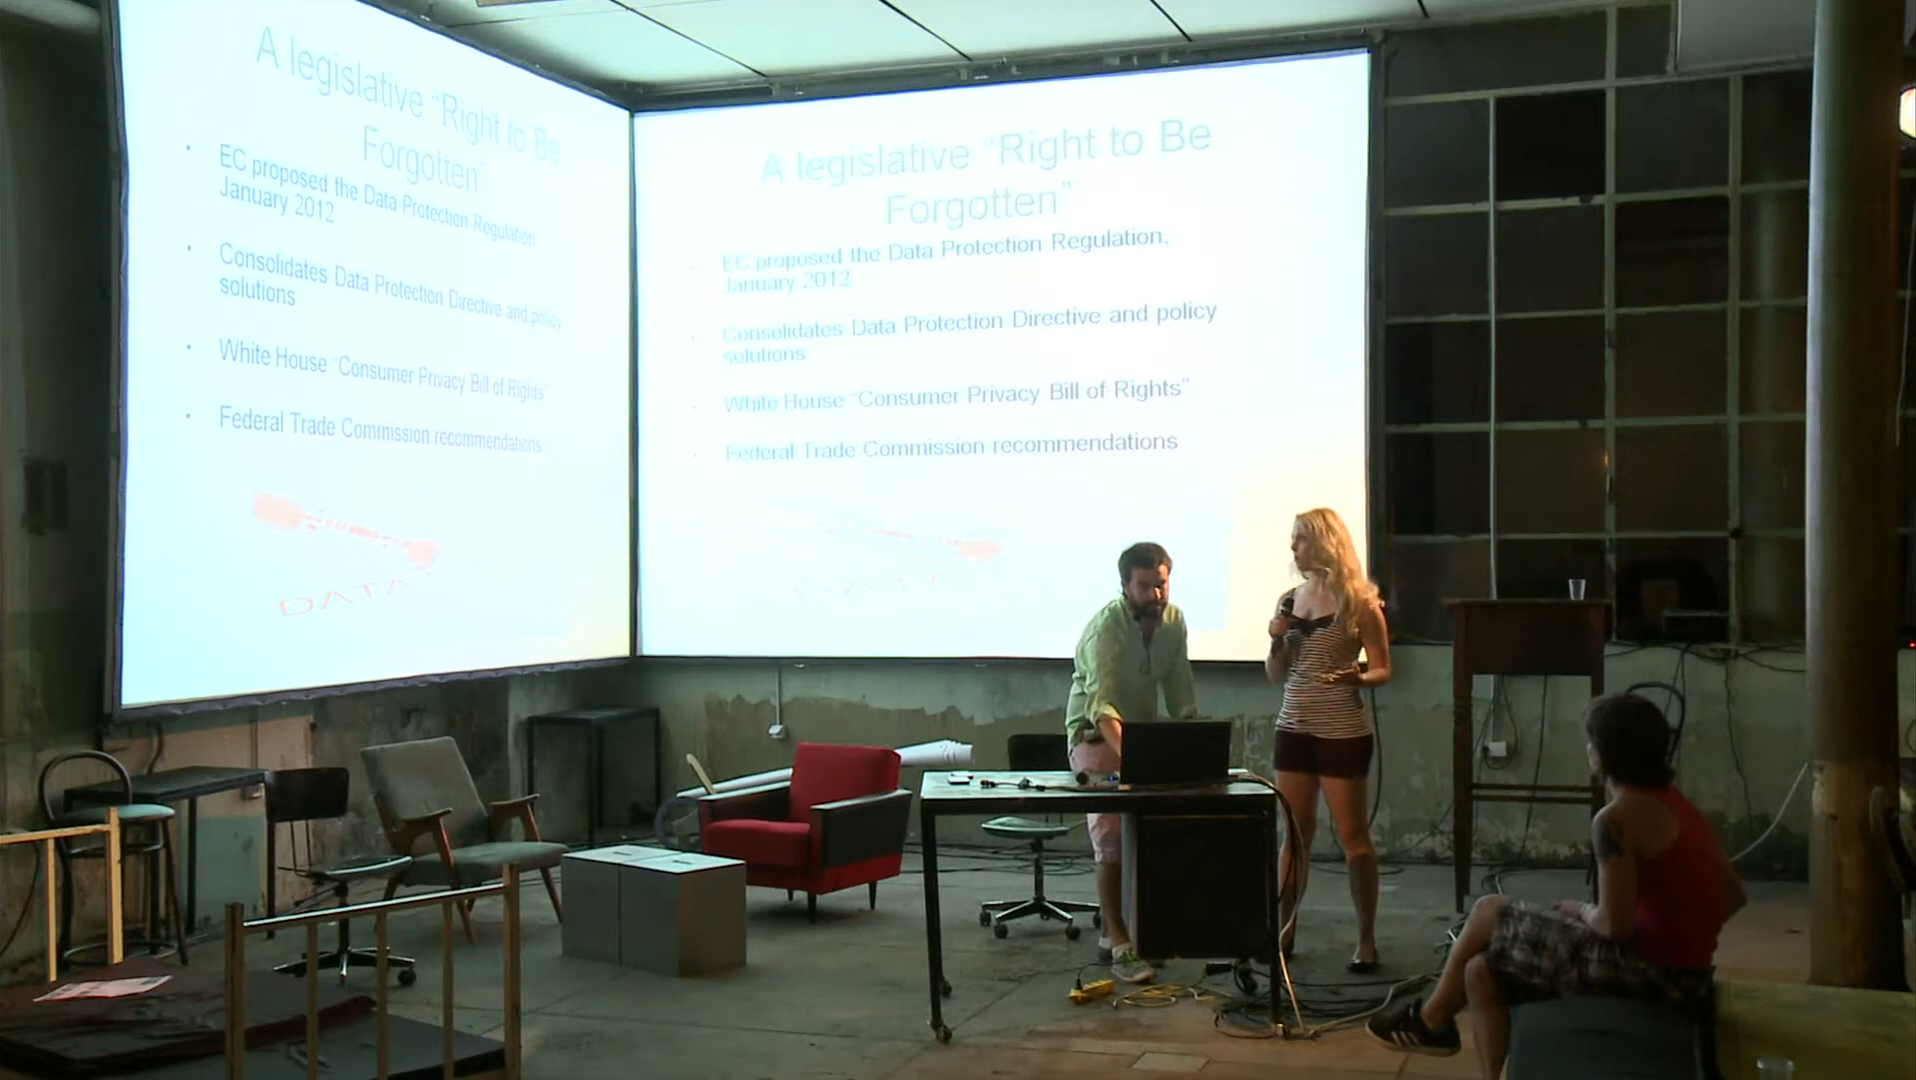 A legislative "Right to Be
Forgotten"
• EC proposed the Data Protection Regulation,
January 2012
• Consolidates Data Protection Directive and policy
solutions
• White House "Consumer Privacy Bill of Rights"
• Federal Trade Commission recommendations
DATA
A legislative "Right to Be
Forgotten"
EC proposed the Data Protection Regulation,
January 2012
Consolidates Data Protection Directive and policy
solutions
White House "Consumer Privacy Bill of Rights"
Federal Trade Commission recommendations